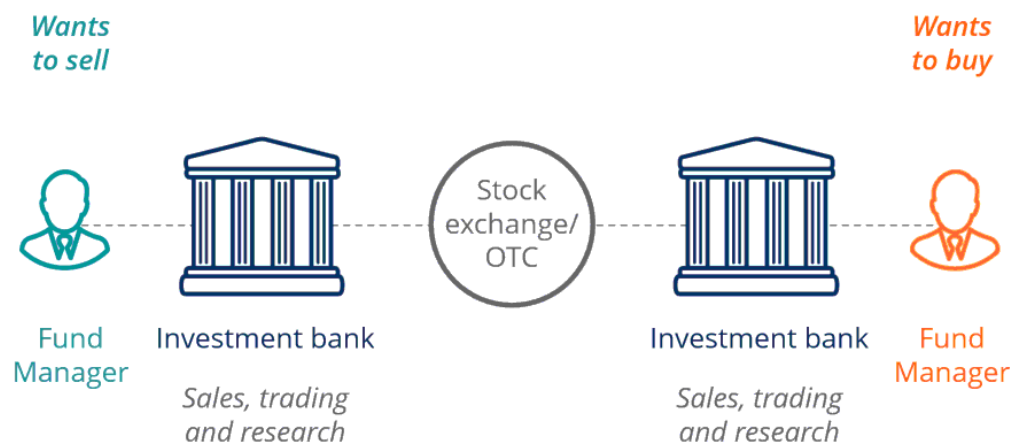 Wants
to sell
Wants
to buy
Stock
exchange/
OTC
Fund
Manager
Investment bank
Sales, trading
and research
Investment bank
Sales, trading
and research
Fund
Manager